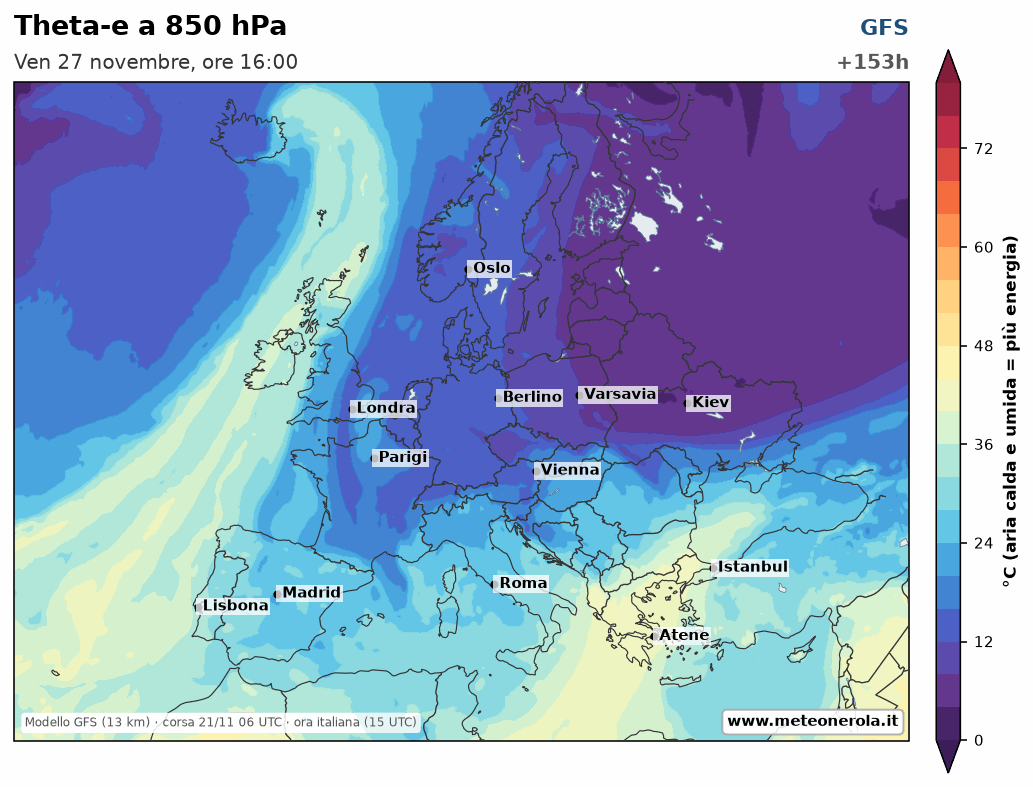 Theta-e a 850 hPa
GFS
Ven 27 novembre, ore 16:00
+153h
72
60
48
36
24
12
0
°C (aria calda e umida = più energia)
Oslo
Londra
Berlino
Varsavia
Kiev
Parigi
Vienna
Istanbul
Roma
Madrid
Lisbona
Atene
Modello GFS (13 km) · corsa 21/11 06 UTC · ora italiana (15 UTC)
www.meteonerola.it